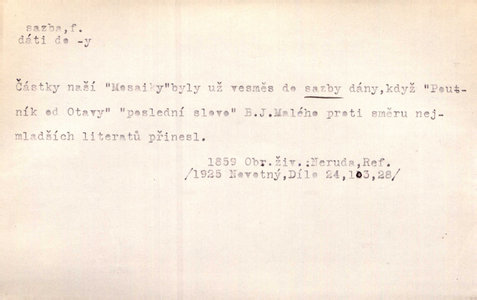 sazba,f.
dáti do -y
Částky naší "Mosaiky"byly už vesměs do sazby dány,když "Pout-
ník od Otavy" "poslední slovo" B.J.Malého proti směru nej-
mladších literatů přinesl.
1859 Obr.živ.:Neruda,Ref.
/1925 Novotný,Dílo 24,103,28/